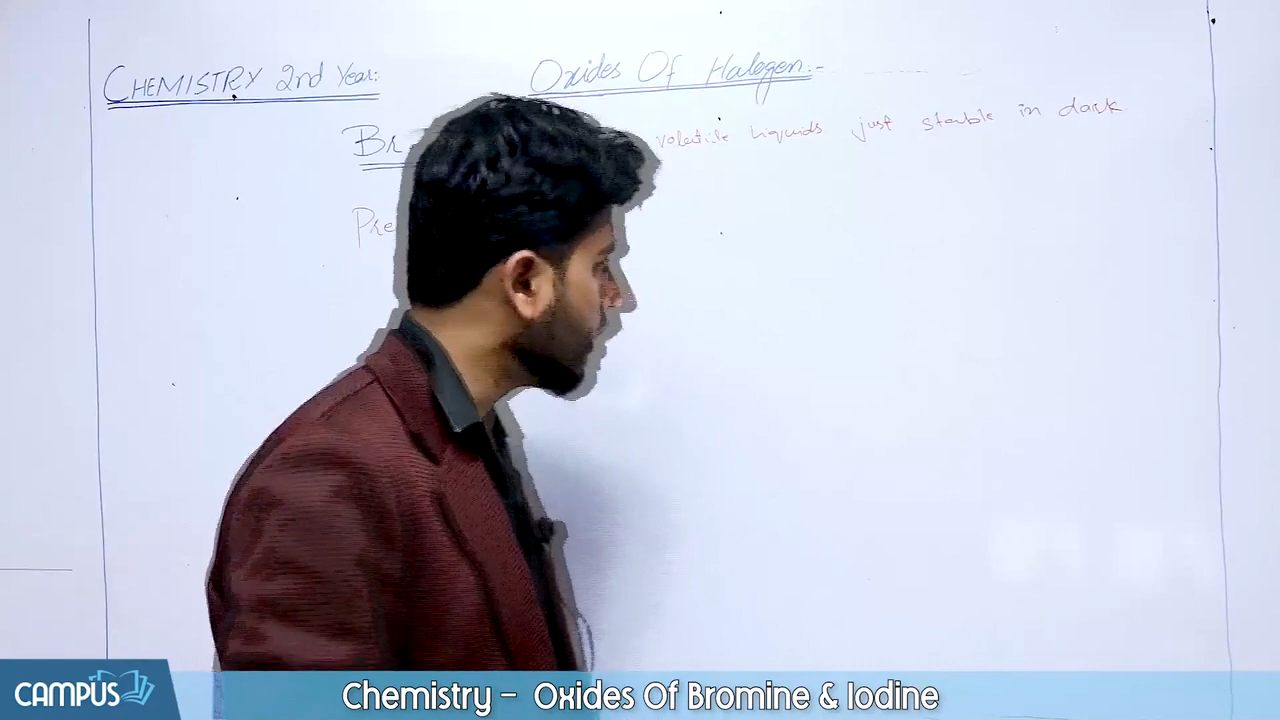 CHEMISTRY 2nd Year:
Oxides Of Halogen:-
Br volatile liquids just stable in dark
Pre
CAMPUS
Chemistry – Oxides Of Bromine & Iodine